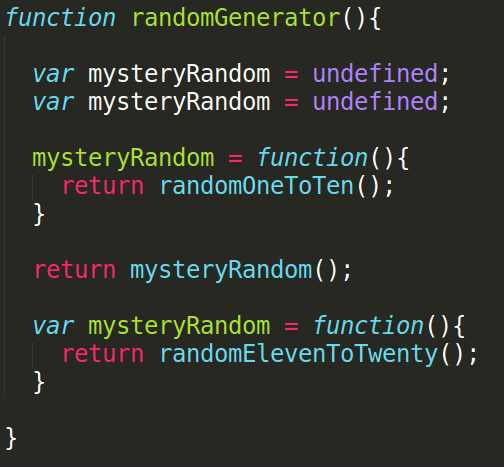 function randomGenerator(){
var mysteryRandom = undefined;
var mysteryRandom = undefined;
mysteryRandom = function(){
return randomOneToTen();
}
return mysteryRandom();
var mysteryRandom = function(){
return randomElevenToTwenty();
}
}